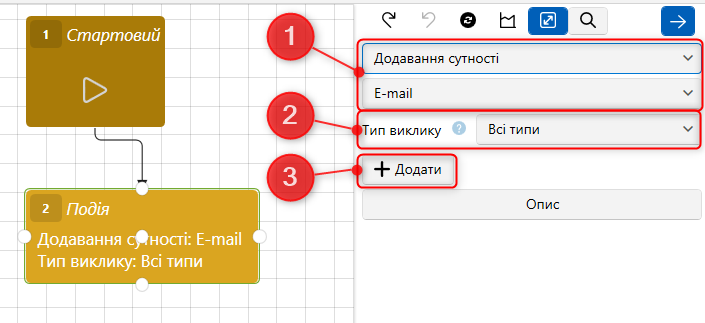 1 Стартовий
2 Подія
Додавання сутності: E-mail
Тип виклику: Всі типи
1
Додавання сутності
E-mail
2
Тип виклику ? Всі типи
3
Додати
Опис